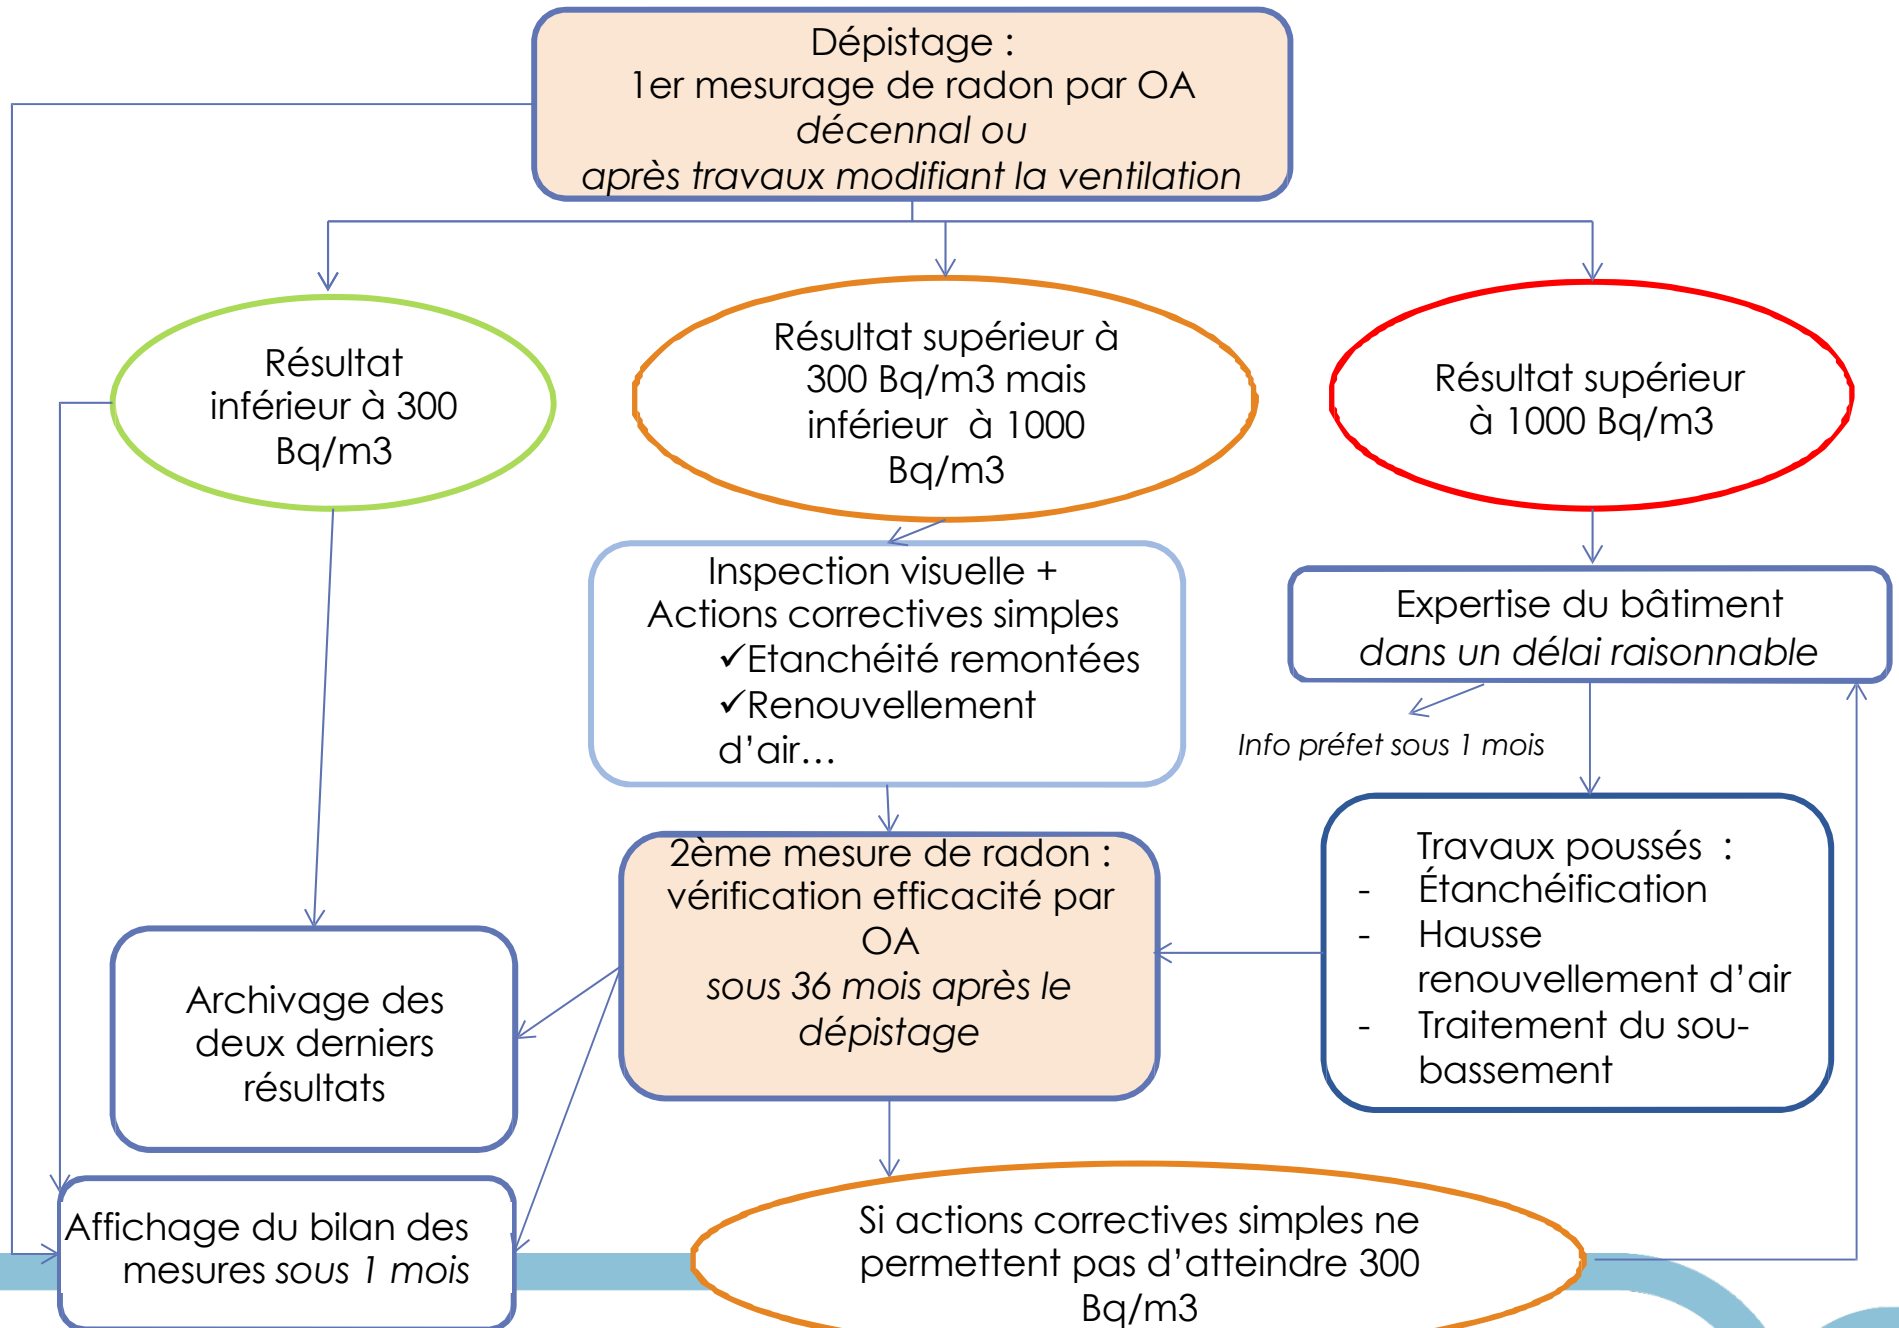 Dépistage :
1er mesurage de radon par OA
décennal ou
après travaux modifiant la ventilation
Résultat
inférieur à 300
Bq/m3
Résultat supérieur à
300 Bq/m3 mais
inférieur à 1000
Bq/m3
Résultat supérieur
à 1000 Bq/m3
Inspection visuelle +
Actions correctives simples
✓Etanchéité remontées
✓Renouvellement
d’air…
Expertise du bâtiment
dans un délai raisonnable
Info préfet sous 1 mois
2ème mesure de radon :
vérification efficacité par
OA
sous 36 mois après le
dépistage
Travaux poussés :
- Étanchéification
- Hausse
renouvellement d’air
- Traitement du sou-
bassement
Archivage des
deux derniers
résultats
Affichage du bilan des
mesures sous 1 mois
Si actions correctives simples ne
permettent pas d’atteindre 300
Bq/m3